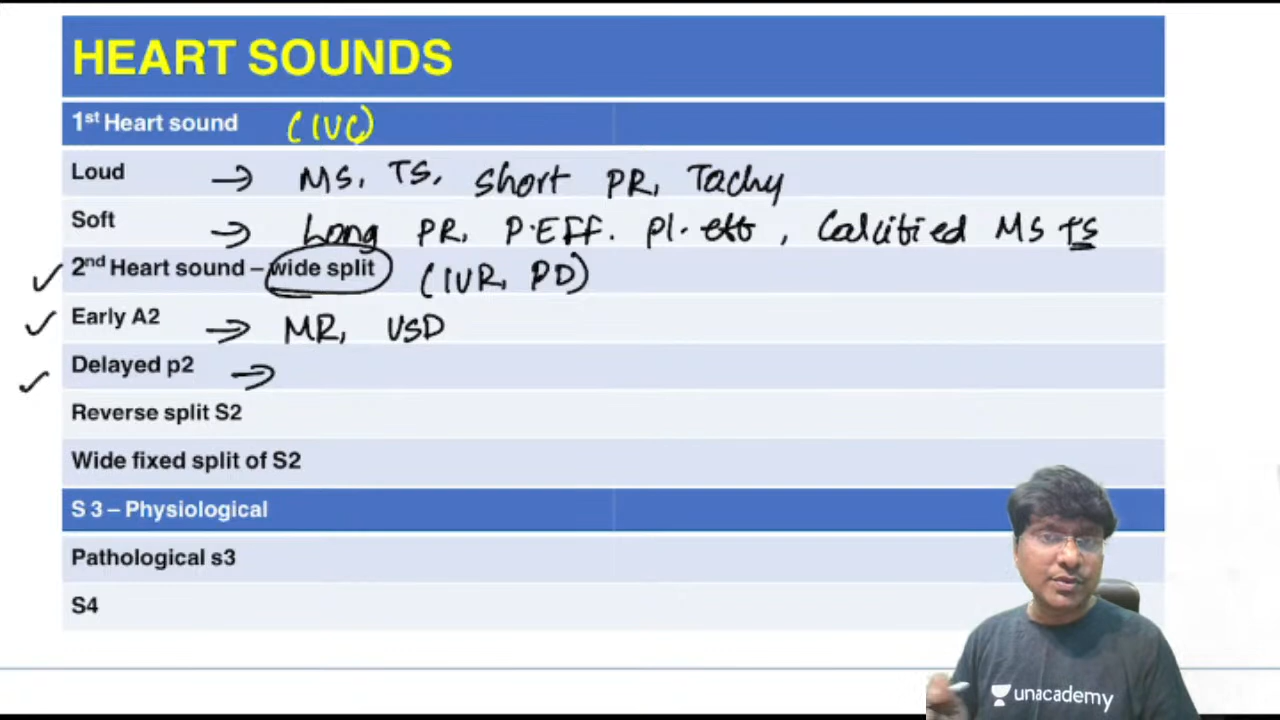 HEART SOUNDS
1st Heart sound (IVC)
Loud → MS, TS, Short PR, Tachy
Soft → Long PR, P.EFF. Pl. eff, Calcified MS TS
2nd Heart sound – wide split (IVR, PD)
Early A2 → MR, VSD
Delayed p2 →
Reverse split S2
Wide fixed split of S2
S 3 – Physiological
Pathological s3
S4
unacademy